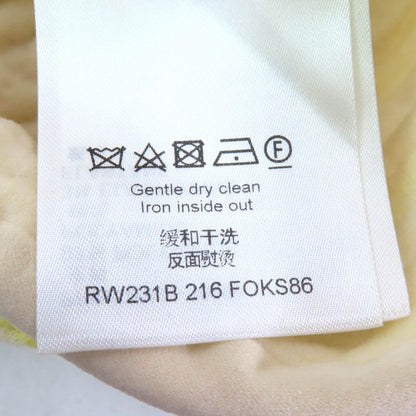 F
Gentle dry clean
Iron inside out
缓和干洗
反面熨烫
RW231B 216 FOKS86